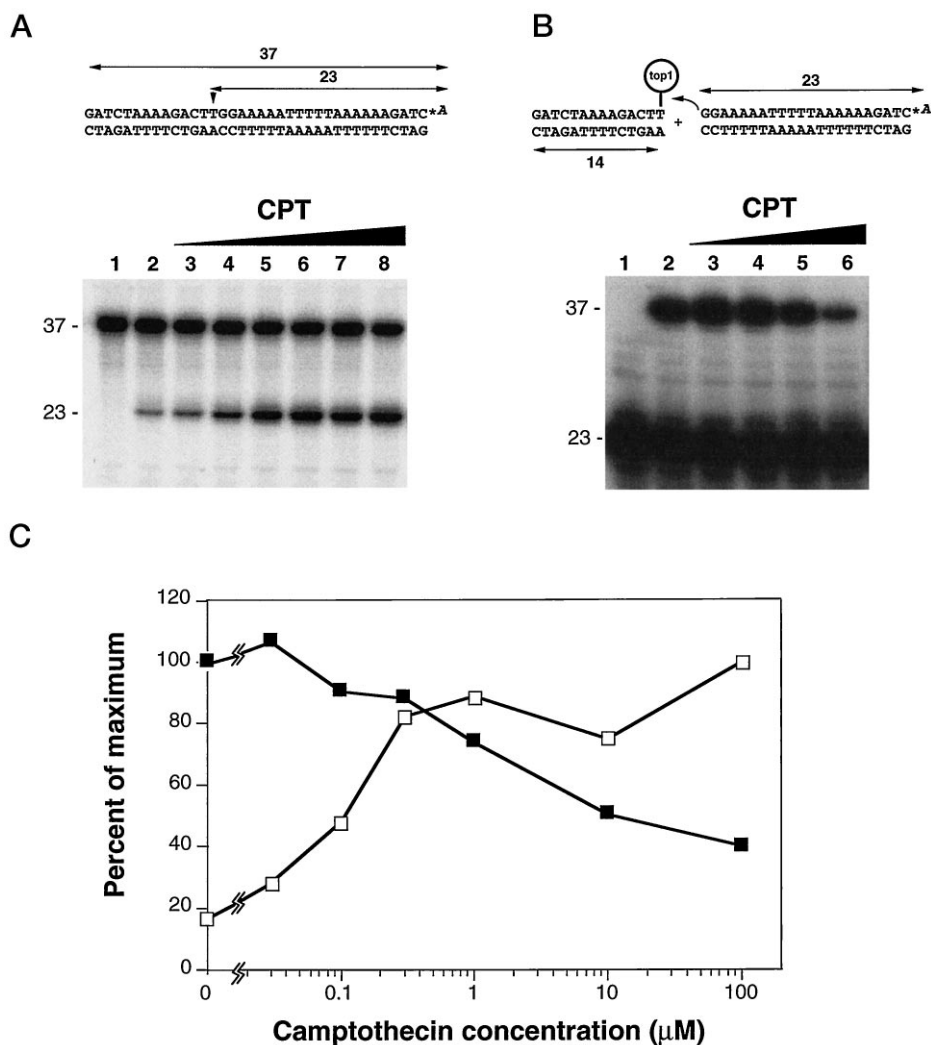 A
37
23
GATCTAAAAGACTTGGAAAAATTTTTAAAAAAGATC*A
CTAGATTTTCTGAACCTTTTTAAAAATTTTTTCTAG
CPT
1 2 3 4 5 6 7 8
37 -
23 -
B
top1
23
GATCTAAAAGACTT GGAAAAATTTTTAAAAAAGATC*A
CTAGATTTTCTGAA + CCTTTTTAAAAATTTTTTCTAG
14
CPT
1 2 3 4 5 6
37 -
23 -
C
Percent of maximum
120
100
80
60
40
20
0
0 0.1 1 10 100
Camptothecin concentration (μM)